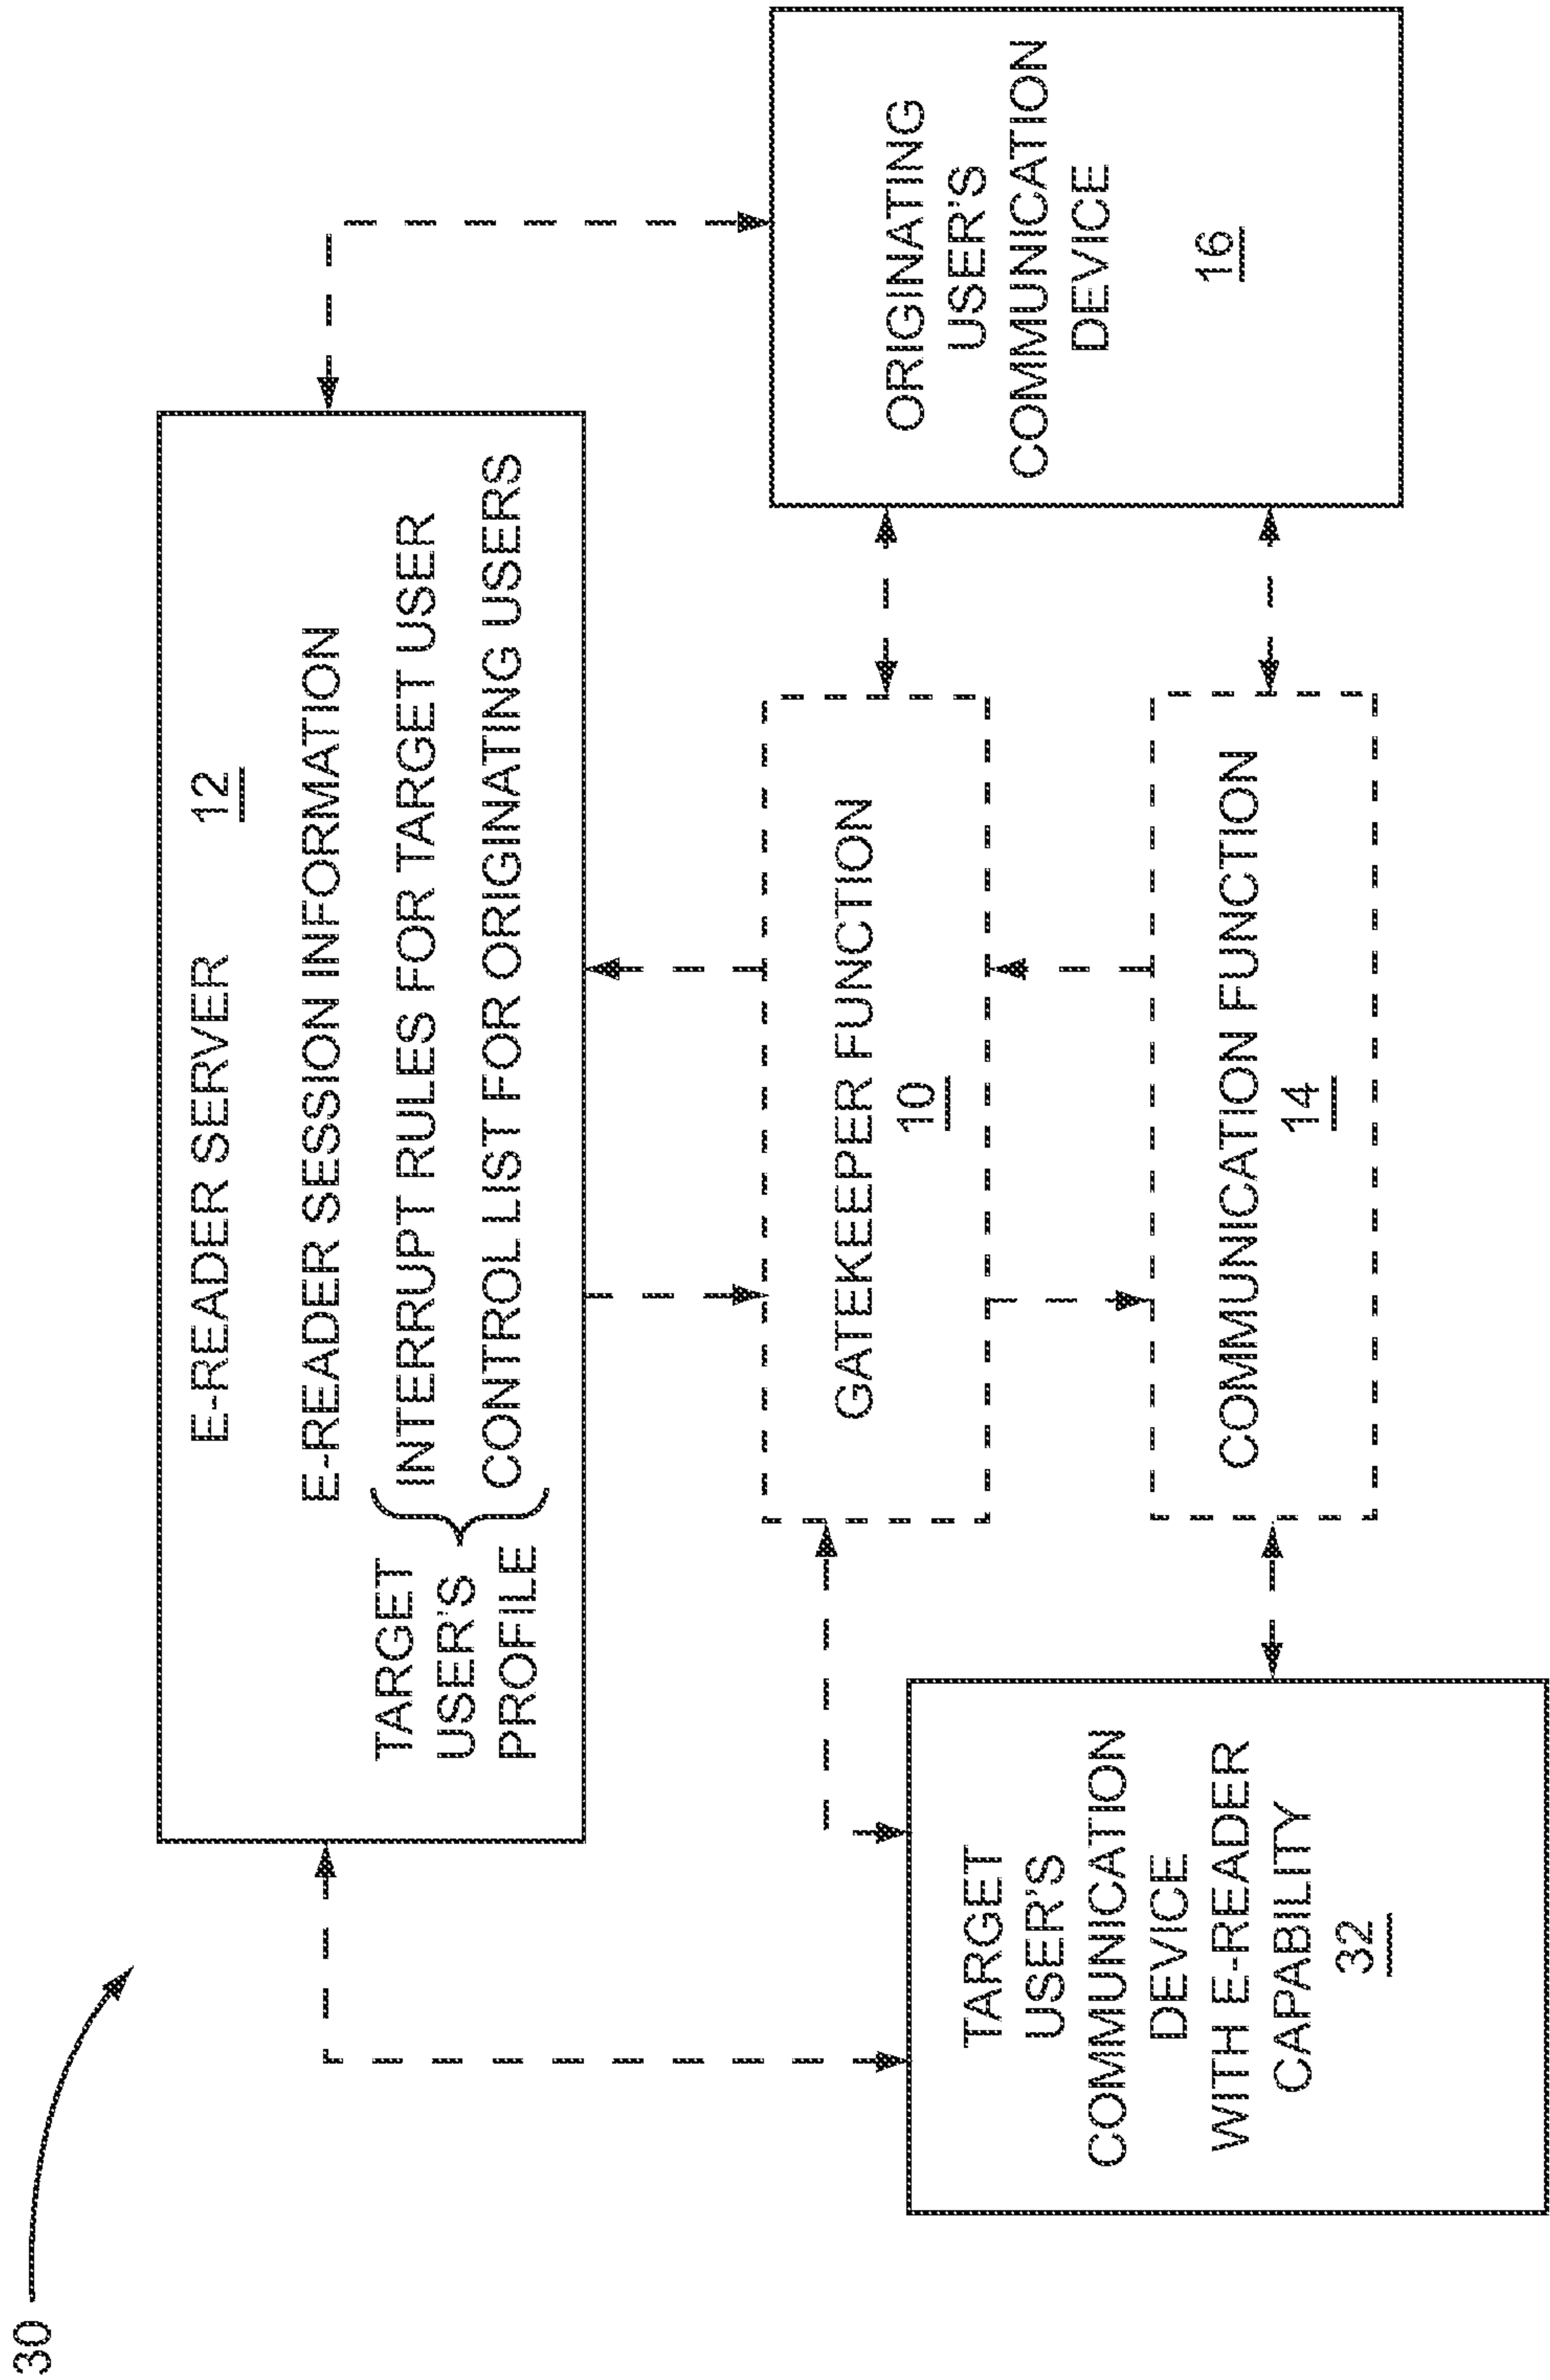 30
E-READER SERVER 12
E-READER SESSION INFORMATION
TARGET
USER'S
PROFILE
INTERRUPT RULES FOR TARGET USER
CONTROL LIST FOR ORIGINATING USERS
GATEKEEPER FUNCTION
10
COMMUNICATION FUNCTION
14
TARGET
USER'S
COMMUNICATION
DEVICE
WITH E-READER
CAPABILITY
32
ORIGINATING
USER'S
COMMUNICATION
DEVICE
16